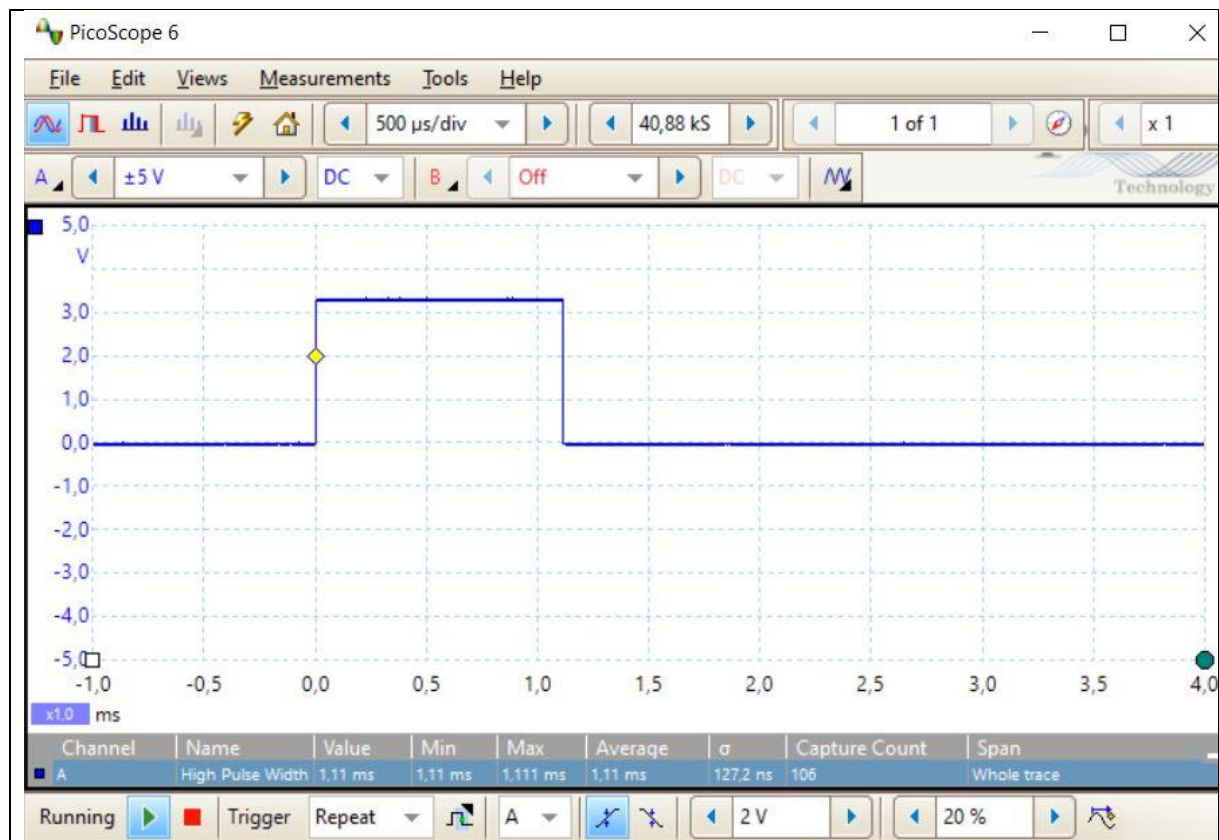 PicoScope 6
File Edit Views Measurements Tools Help
500 µs/div 40,88 kS 1 of 1 x 1
A ±5 V DC B Off DC
Technology
5,0
V
3,0
2,0
1,0
0,0
-1,0
-2,0
-3,0
-4,0
-5,0
-1,0 -0,5 0,0 0,5 1,0 1,5 2,0 2,5 3,0 3,5 4,0
x1,0 ms
Channel Name Value Min Max Average σ Capture Count Span
A High Pulse Width 1,11 ms 1,11 ms 1,111 ms 1,11 ms 127,2 ns 106 Whole trace
Running Trigger Repeat A 2 V 20 %